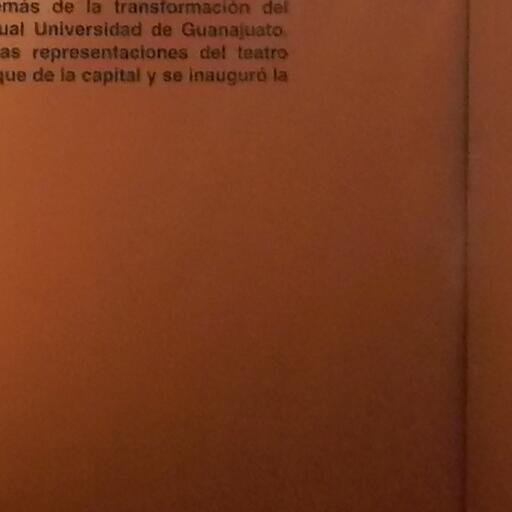 más de la transformación del
ual Universidad de Guanajuato.
as representaciones del teatro
que de la capital y se inauguró la